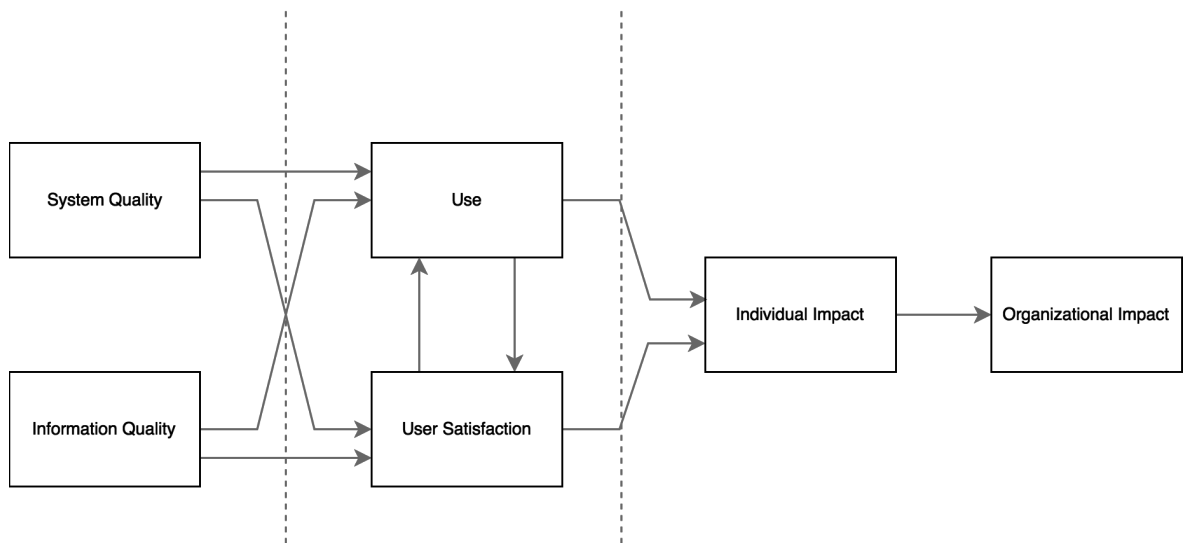 System Quality
Use
Individual Impact
Organizational Impact
Information Quality
User Satisfaction